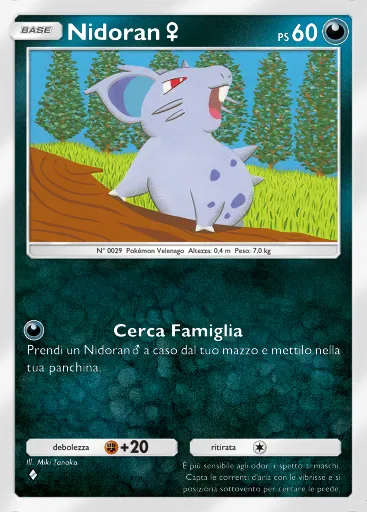 BASE
Nidoran♀
PS 60
N° 0029 Pokémon Velenago Altezza: 0,4 m Peso: 7,0 kg
Cerca Famiglia
Prendi un Nidoran♂ a caso dal tuo mazzo e mettilo nella
tua panchina.
debolezza +20 ritirata
Ill. Miki Tanaka
È più sensibile agli odori rispetto ai maschi.
Capta le correnti d'aria con le vibrisse e si
posiziona sottovento per cercare le prede.